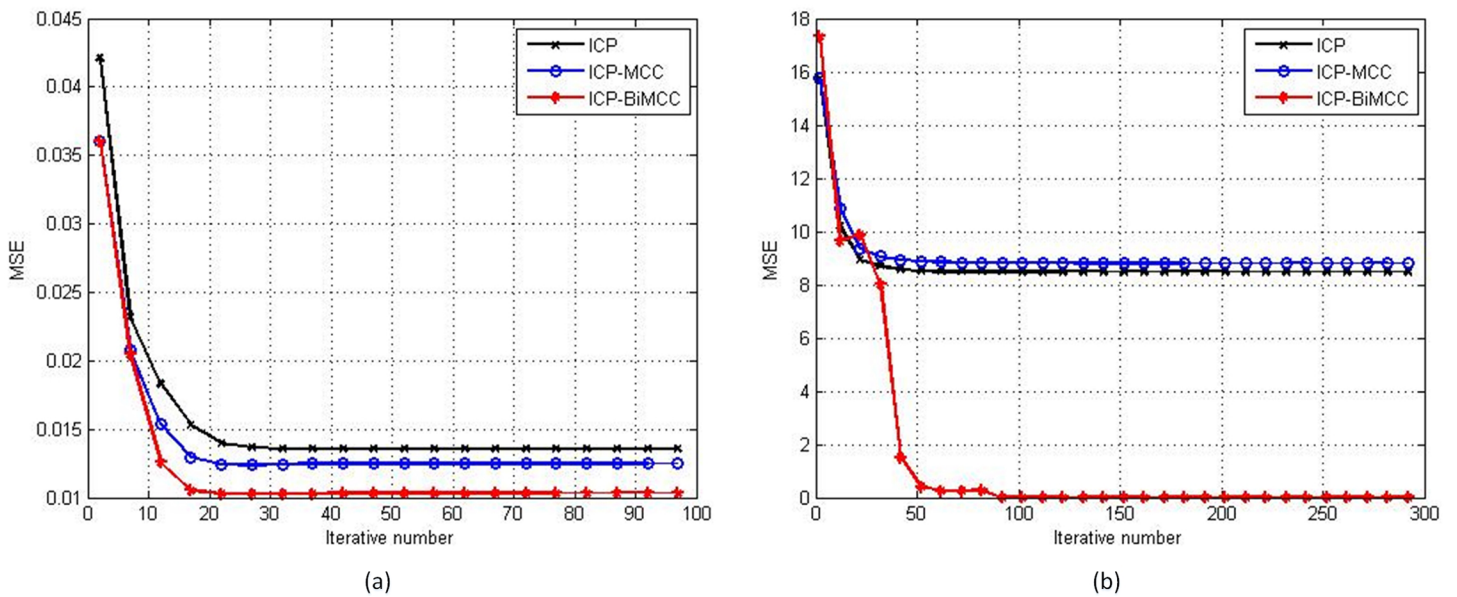 0.045
0.04
0.035
0.03
0.025
0.02
0.015
0.01
MSE
0 10 20 30 40 50 60 70 80 90 100
Iterative number
ICP
ICP-MCC
ICP-BiMCC
(a)
18
16
14
12
10
8
6
4
2
0
MSE
0 50 100 150 200 250 300
Iterative number
ICP
ICP-MCC
ICP-BiMCC
(b)